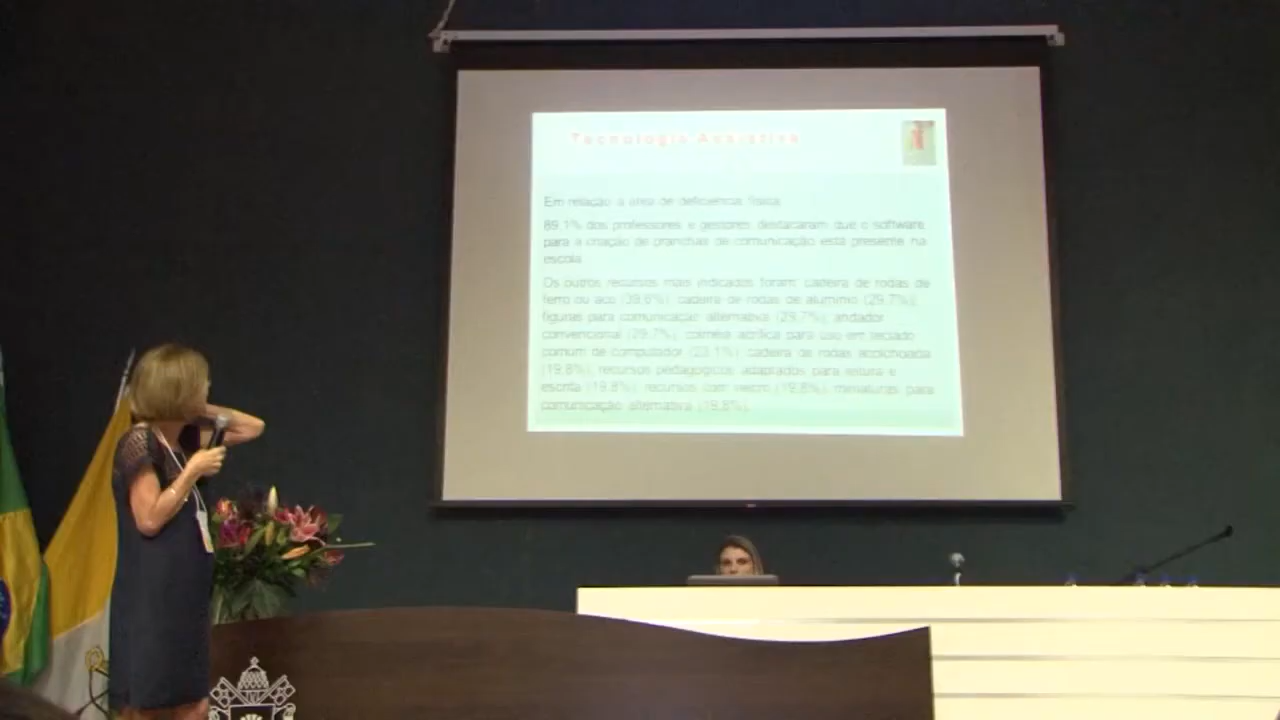 Tecnologia Assistiva
Em relação à área de deficiência física
89.1% dos professores e gestores destacaram que o software
para a criação de pranchas de comunicação está presente na
escola
Os outros recursos mais indicados foram: cadeira de rodas de
ferro ou aço (39.6%); cadeira de rodas de alumínio (29.7%);
figuras para comunicação alternativa (29.7%); andador
convencional (29.7%); colmeia acrílica para uso em teclado
comum de computador (23.1%); cadeira de rodas acolchoada
(19.8%); recursos pedagógicos adaptados para leitura e
escrita (19.8%); recursos com velcro (19.8%); miniaturas para
comunicação alternativa (19.8%).